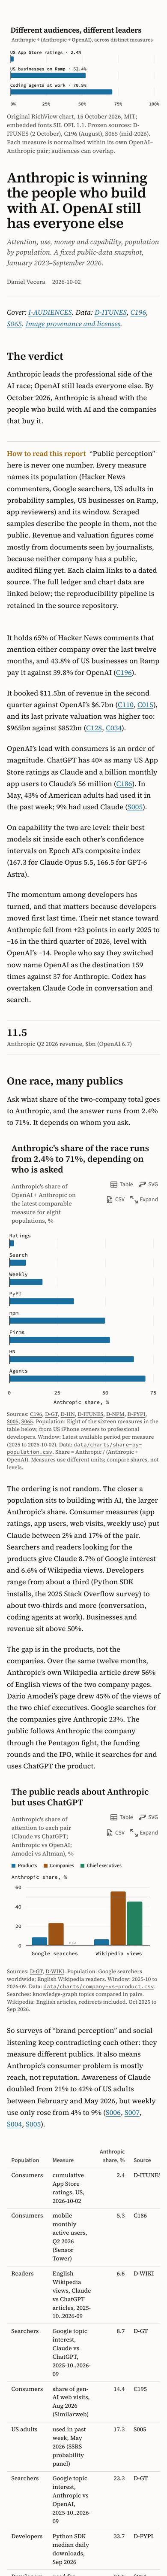 Different audiences, different leaders
Anthropic ÷ (Anthropic + OpenAI), across distinct measures
US App Store ratings · 2.4%
US businesses on Ramp · 52.4%
Coding agents at work · 70.9%
0% 25% 50% 75% 100%
Original RichView chart, 15 October 2026, MIT;
embedded fonts SIL OFL 1.1. Frozen sources: D-
ITUNES (2 October), C196 (August), S065 (mid-2026).
Each measure is normalized within its own OpenAI–
Anthropic pair; audiences can overlap.
Anthropic is winning
the people who build
with AI. OpenAI still
has everyone else
Attention, use, money and capability, population
by population. A fixed public-data snapshot,
January 2023–September 2026.
Daniel Vecera 2026-10-02
Cover: I-AUDIENCES. Data: D-ITUNES, C196,
S065. Image provenance and licenses.
The verdict
Anthropic leads the professional side of the
AI race; OpenAI still leads everyone else. By
October 2026, Anthropic is ahead with the
people who build with AI and the companies
that buy it.
How to read this report “Public perception”
here is never one number. Every measure
names its population (Hacker News
commenters, Google searchers, US adults in
probability samples, US businesses on Ramp,
app reviewers) and its window. Scraped
samples describe the people in them, not the
public. Revenue and valuation figures come
mostly from documents seen by journalists,
because neither company has a public,
audited filing yet. Each claim links to a dated
source. The full ledger and chart data are
linked below; the reproducibility pipeline is
retained in the source repository.
It holds 65% of Hacker News comments that
mention either company over the last twelve
months, and 43.8% of US businesses on Ramp
pay it against 39.8% for OpenAI (C196).
It booked $11.5bn of revenue in the second
quarter against OpenAI’s $6.7bn (C110, C015),
and its last private valuation was higher too:
$965bn against $852bn (C128, C034).
OpenAI’s lead with consumers is an order of
magnitude. ChatGPT has 40× as many US App
Store ratings as Claude and a billion monthly
app users to Claude’s 56 million (C186). In
May, 43% of American adults had used it in
the past week; 9% had used Claude (S005).
On capability the two are level: their best
models sit inside each other’s confidence
intervals on Epoch AI’s composite index
(167.3 for Claude Opus 5.5, 166.5 for GPT-6
Astra).
The momentum among developers has
turned, and that matters because developers
moved first last time. Their net stance toward
Anthropic fell from +23 points in early 2025 to
−16 in the third quarter of 2026, level with
OpenAI’s −14. People who say they switched
now name OpenAI as the destination 159
times against 37 for Anthropic. Codex has
overtaken Claude Code in conversation and
search.
11.5
Anthropic Q2 2026 revenue, $bn (OpenAI 6.7)
One race, many publics
Ask what share of the two-company total goes
to Anthropic, and the answer runs from 2.4%
to 71%. It depends on whom you ask.
Anthropic's share of the race runs
from 2.4% to 71%, depending on
who is asked
Anthropic's share of
OpenAI + Anthropic on
the latest comparable
measure for eight
populations, %
Table SVG
CSV Expand
Ratings
Search
Weekly
PyPI
npm
Firms
HN
Agents
0 25 50 75
Anthropic share, %
Sources: C196, D-GT, D-HN, D-ITUNES, D-NPM, D-PYPI,
S005, S065. Population: Eight of the sixteen measures in the
table below, from US iPhone owners to professional
developers. Window: Latest available period per measure
(2025 to 2026-10-02). Data: data/charts/share-by-
population.csv. Share = Anthropic / (Anthropic +
OpenAI). Measures use different units; compare shares, not
levels.
The ordering is not random. The closer a
population sits to building with AI, the larger
Anthropic’s share. Consumer measures (app
ratings, app users, web visits, weekly use) put
Claude between 2% and 17% of the pair.
Searchers and readers looking for the
products give Claude 8.7% of Google interest
and 6.6% of Wikipedia views. Developers
range from about a third (Python SDK
installs, the 2025 Stack Overflow survey) to
about two-thirds and more (conversation,
coding agents at work). Businesses and
revenue sit above 50%.
The gap is in the products, not the
companies. Over the same twelve months,
Anthropic’s own Wikipedia article drew 56%
of English views of the two company pages.
Dario Amodei’s page drew 45% of the views of
the two chief executives. Google searches for
the companies give Anthropic 23%. The
public follows Anthropic the company
through the Pentagon fight, the funding
rounds and the IPO, while it searches for and
uses ChatGPT the product.
The public reads about Anthropic
but uses ChatGPT
Anthropic's share of
attention to each pair
(Claude vs ChatGPT;
Anthropic vs OpenAI;
Amodei vs Altman), %
Table SVG
CSV Expand
Products Companies Chief executives
Anthropic share, %
60
40
20
0
n/a
Google searches Wikipedia views
Sources: D-GT, D-WIKI. Population: Google searchers
worldwide; English Wikipedia readers. Window: 2025-10 to
2026-09. Data: data/charts/company-vs-product.csv.
Search: knowledge-graph topics compared in pairs.
Wikipedia: English articles, redirects included. Oct 2025 to
Sep 2026.
So surveys of “brand perception” and social
listening keep contradicting each other: they
measure different publics. It also means
Anthropic’s consumer problem is mostly
reach, not reputation. Awareness of Claude
doubled from 21% to 42% of US adults
between February and May 2026, but weekly
use only rose from 4% to 9% (S006, S007,
S004, S005).
Population Measure Anthropic share, % Source
Consumers cumulative App Store ratings, US, 2026-10-02 2.4 D-ITUNES
Consumers mobile monthly active users, Q2 2026 (Sensor Tower) 5.3 C186
Readers English Wikipedia views, Claude vs ChatGPT articles, 2025-10..2026-09 6.6 D-WIKI
Searchers Google topic interest, Claude vs ChatGPT, 2025-10..2026-09 8.7 D-GT
Consumers share of gen-AI web visits, Aug 2026 (Similarweb) 14.4 C195
US adults used in past week, May 2026 (SSRS probability panel) 17.3 S005
Searchers Google topic interest, Anthropic vs OpenAI, 2025-10..2026-09 23.3 D-GT
Developers Python SDK median daily downloads, Sep 2026 33.7 D-PYPI